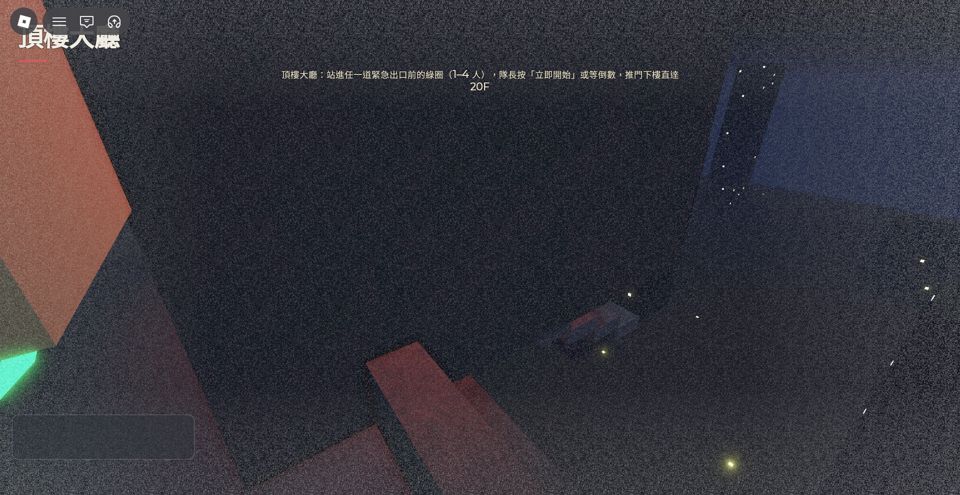 頂樓大廳
頂樓大廳：站進任一道緊急出口前的綠圈（1–4 人），隊長按「立即開始」或等倒數，推門下樓直達
20F